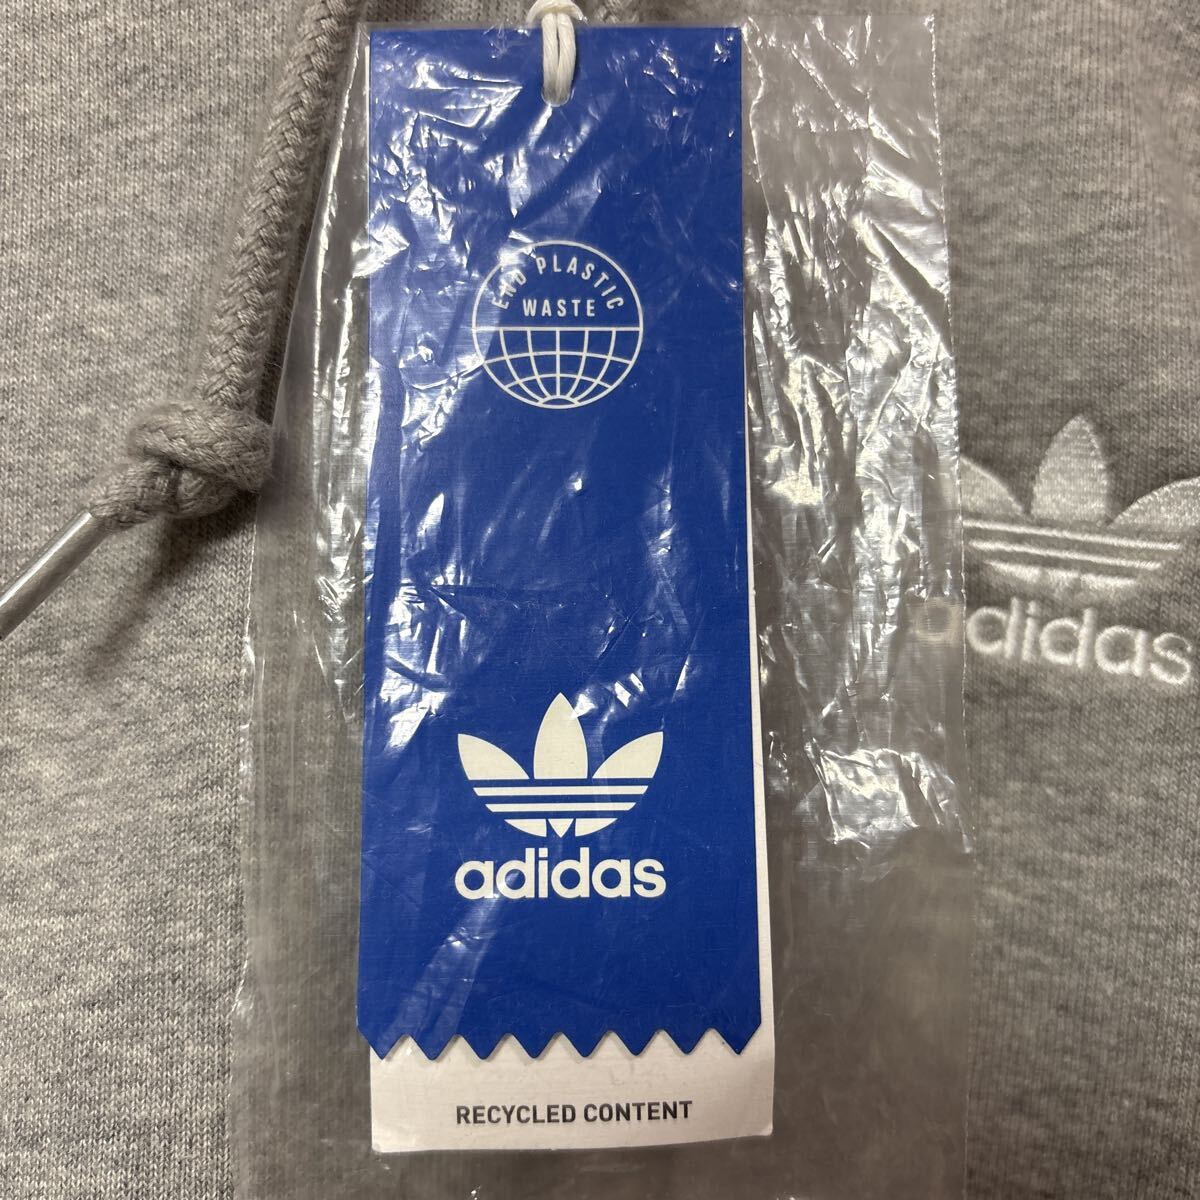 END PLASTIC
WASTE
adidas
adidas
RECYCLED CONTENT